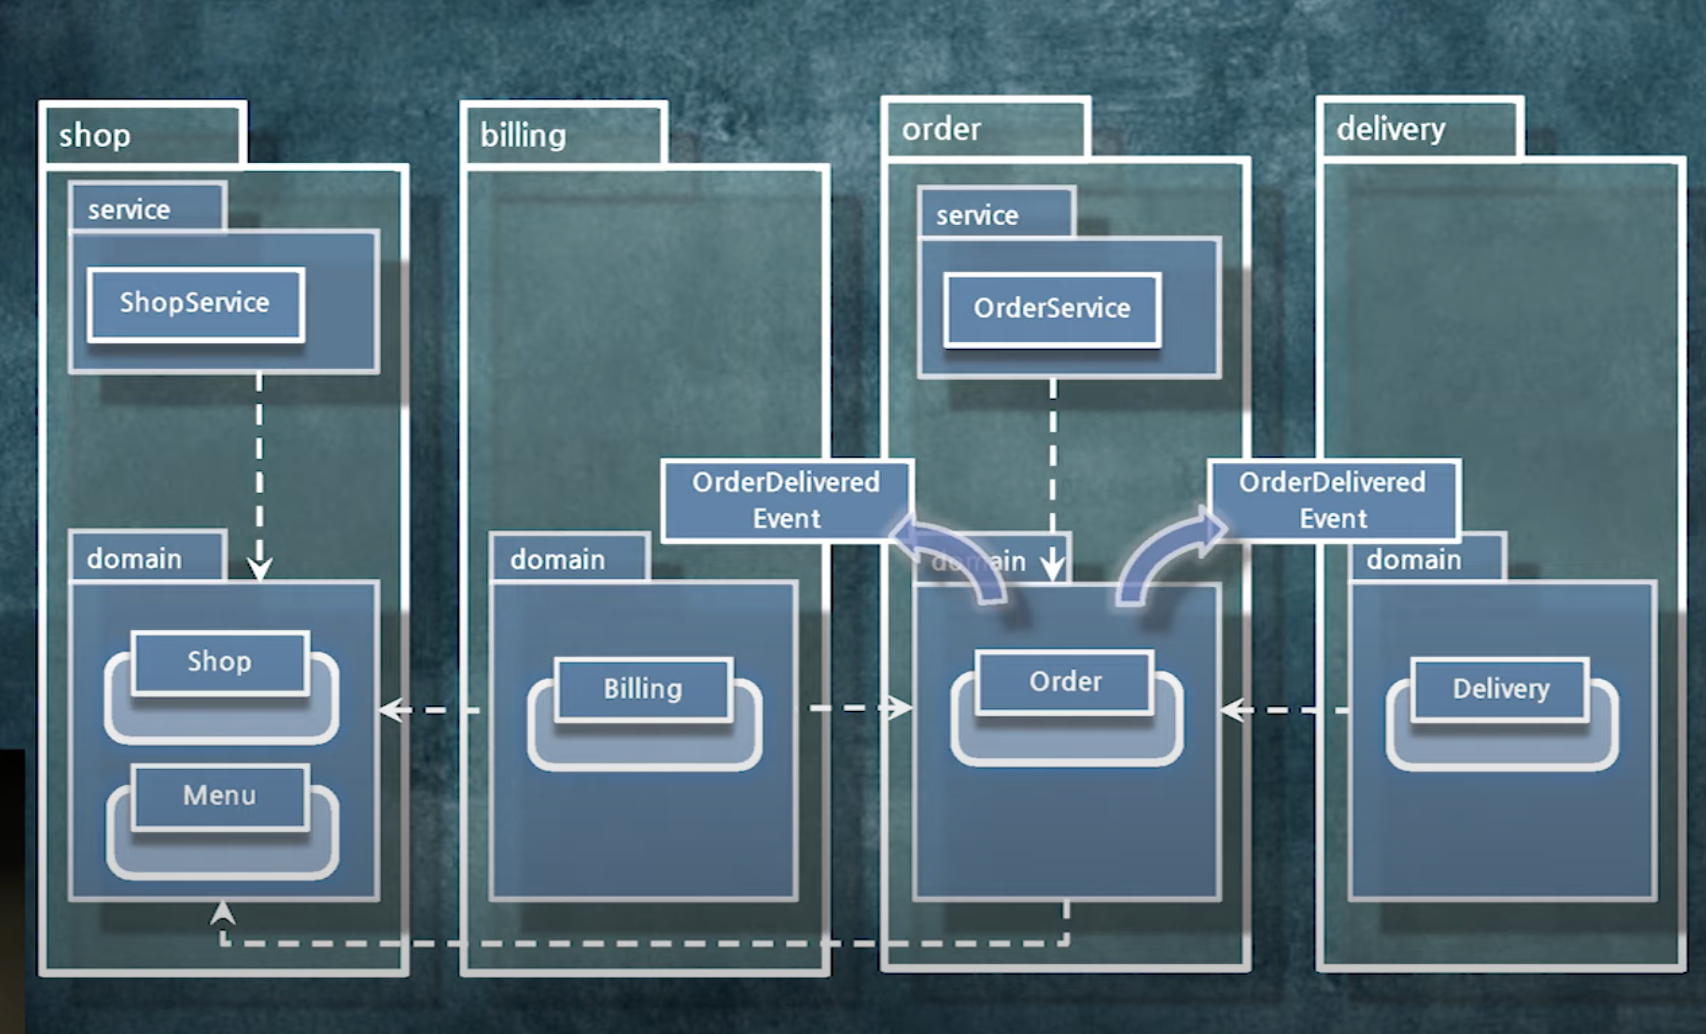 shop
service
ShopService
domain
Shop
Menu
billing
OrderDelivered
Event
domain
Billing
order
service
OrderService
domain
Order
delivery
OrderDelivered
Event
domain
Delivery